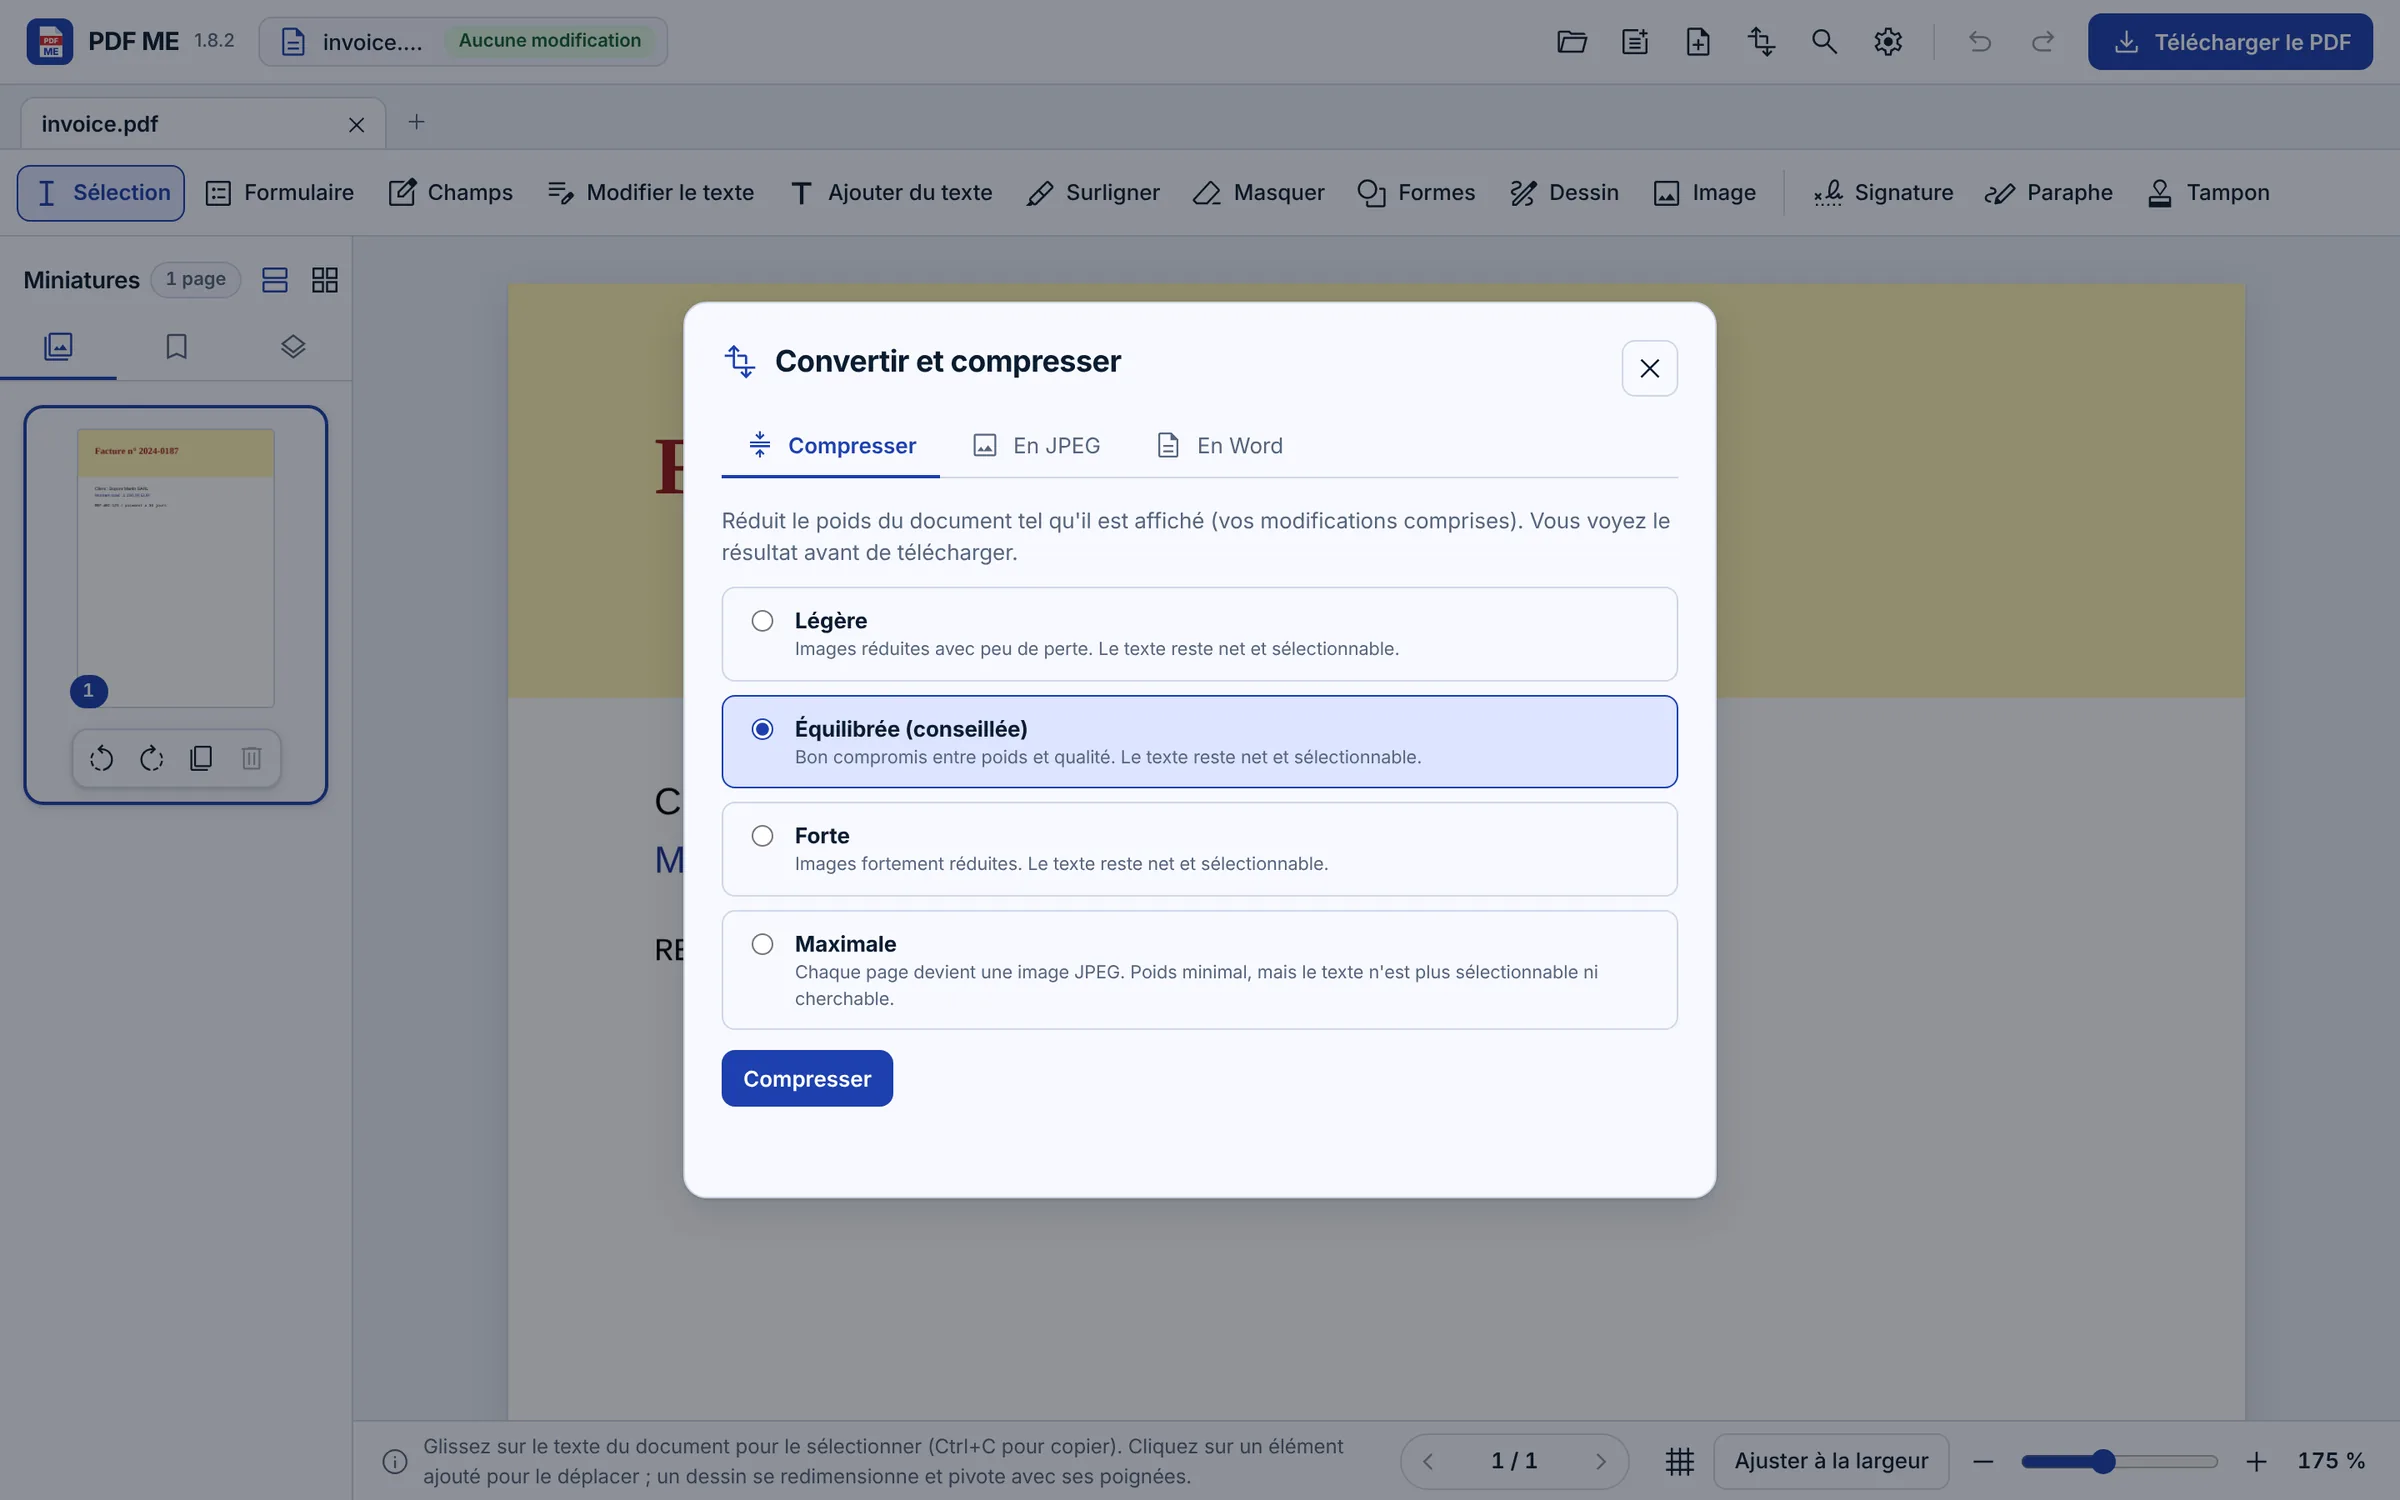 PDF ME 1.8.2
invoice.... Aucune modification
Télécharger le PDF
invoice.pdf
Sélection Formulaire Champs Modifier le texte Ajouter du texte Surligner Masquer Formes Dessin Image Signature Paraphe Tampon
Miniatures 1 page
Facture n° 2024-0187
1
Convertir et compresser
Compresser En JPEG En Word
Réduit le poids du document tel qu'il est affiché (vos modifications comprises). Vous voyez le
résultat avant de télécharger.
Légère
Images réduites avec peu de perte. Le texte reste net et sélectionnable.
Équilibrée (conseillée)
Bon compromis entre poids et qualité. Le texte reste net et sélectionnable.
Forte
Images fortement réduites. Le texte reste net et sélectionnable.
Maximale
Chaque page devient une image JPEG. Poids minimal, mais le texte n'est plus sélectionnable ni
cherchable.
Compresser
Glissez sur le texte du document pour le sélectionner (Ctrl+C pour copier). Cliquez sur un élément
ajouté pour le déplacer ; un dessin se redimensionne et pivote avec ses poignées.
1 / 1
Ajuster à la largeur
175 %